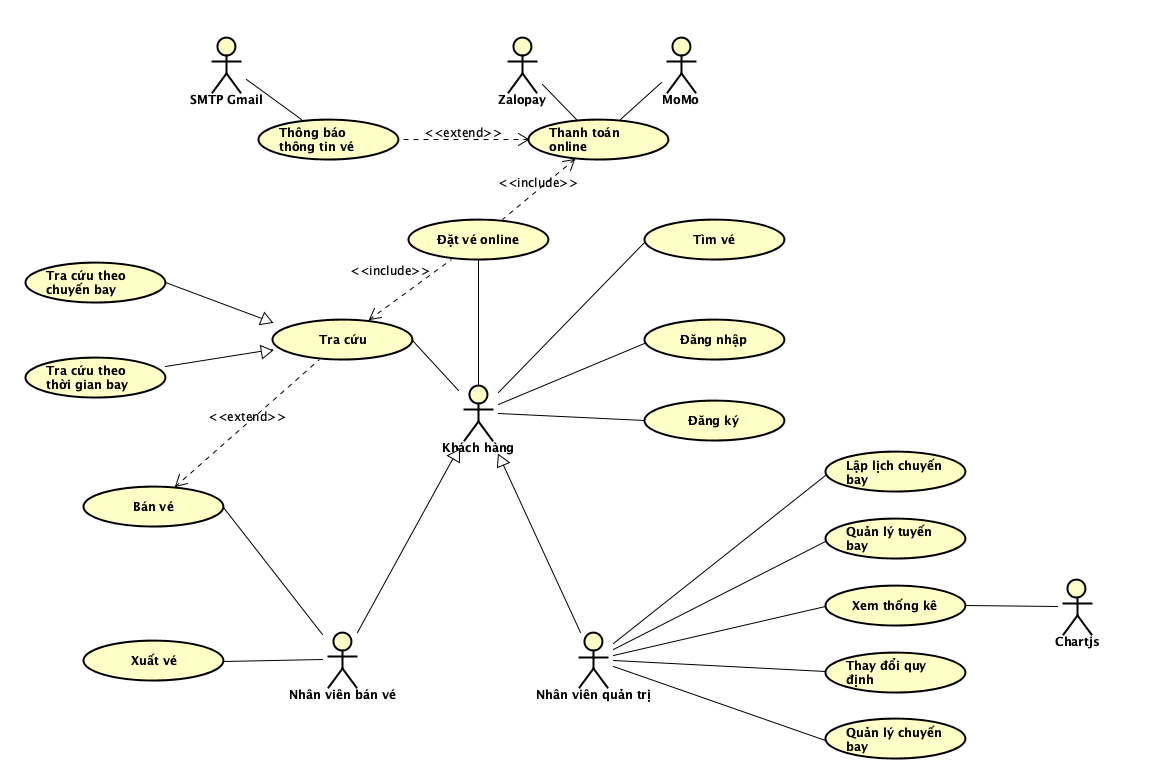 SMTP Gmail
Zalopay
MoMo
Thông báo
thông tin vé
<<extend>>
Thanh toán
online
<<include>>
Đặt vé online
Tìm vé
<<include>>
Tra cứu theo
chuyến bay
Tra cứu
Đăng nhập
Tra cứu theo
thời gian bay
<<extend>>
Đăng ký
Khách hàng
Lập lịch chuyến
bay
Bán vé
Quản lý tuyến
bay
Xem thống kê
Chartjs
Xuất vé
Thay đổi quy
định
Nhân viên bán vé
Nhân viên quản trị
Quản lý chuyến
bay